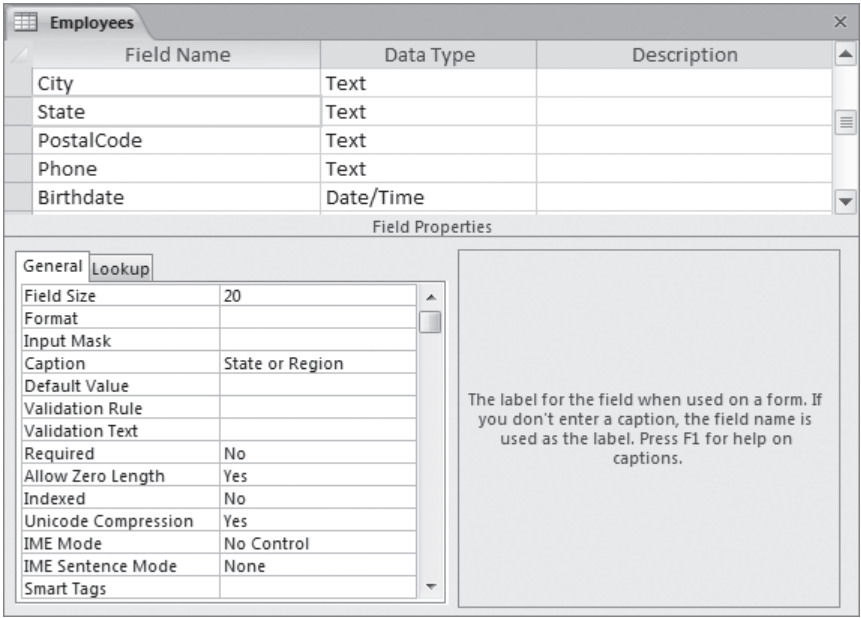 Employees ×
Field Name Data Type Description
City Text
State Text
PostalCode Text
Phone Text
Birthdate Date/Time
Field Properties
General Lookup
Field Size 20
Format
Input Mask
Caption State or Region
Default Value
Validation Rule
Validation Text
Required No
Allow Zero Length Yes
Indexed No
Unicode Compression Yes
IME Mode No Control
IME Sentence Mode None
Smart Tags
The label for the field when used on a form. If
you don't enter a caption, the field name is
used as the label. Press F1 for help on
captions.